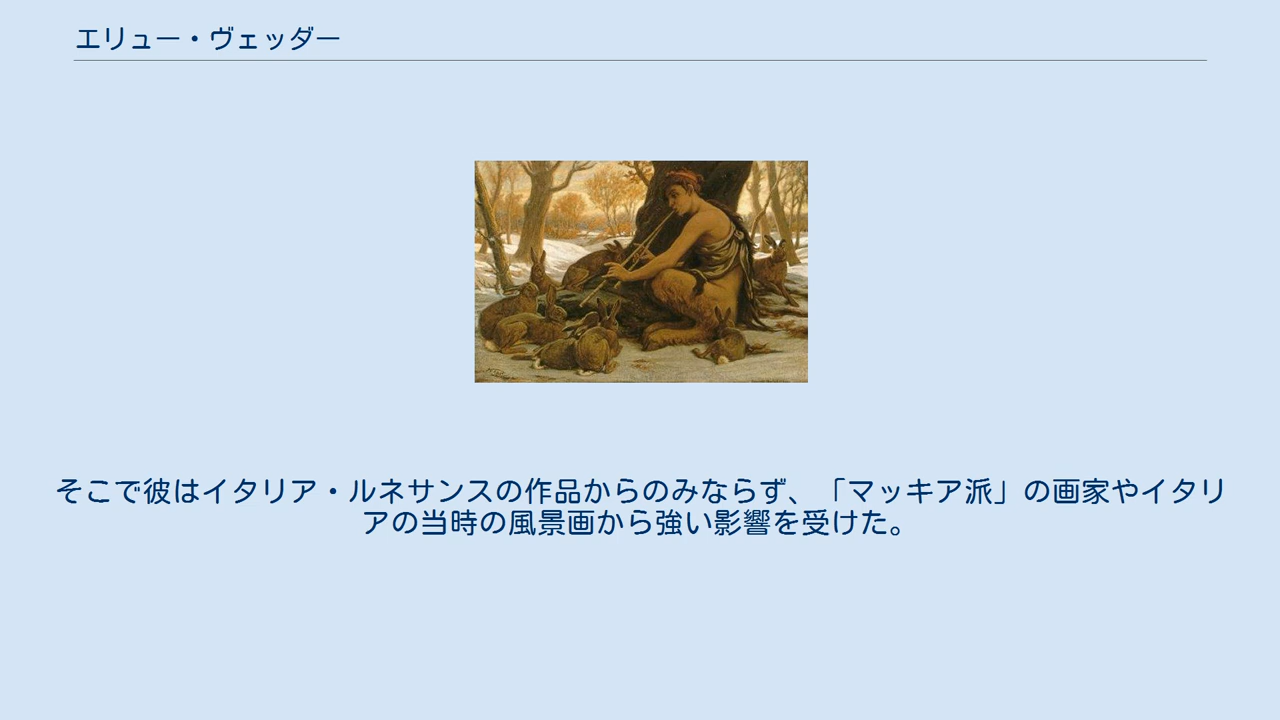 エリュー・ヴェッダー
そこで彼はイタリア・ルネサンスの作品からのみならず、「マッキア派」の画家やイタリ
アの当時の風景画から強い影響を受けた。